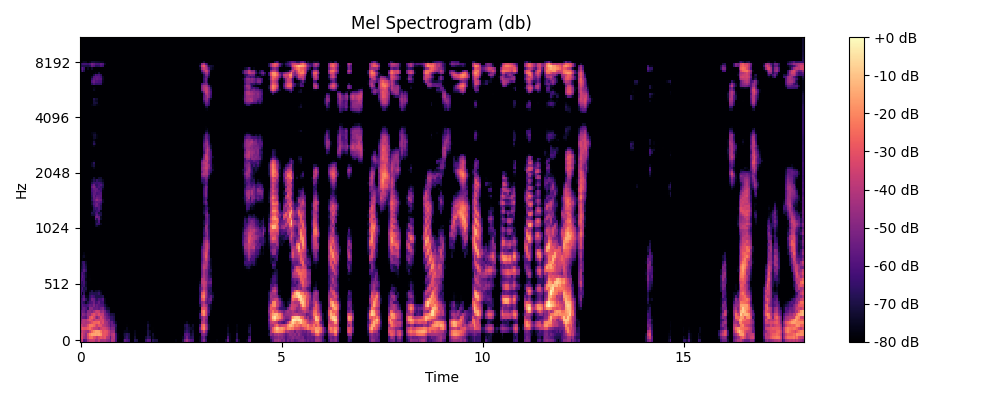 Mel Spectrogram (db)
8192
4096
2048
1024
512
0
Hz
0 5 10 15
Time
+0 dB
-10 dB
-20 dB
-30 dB
-40 dB
-50 dB
-60 dB
-70 dB
-80 dB